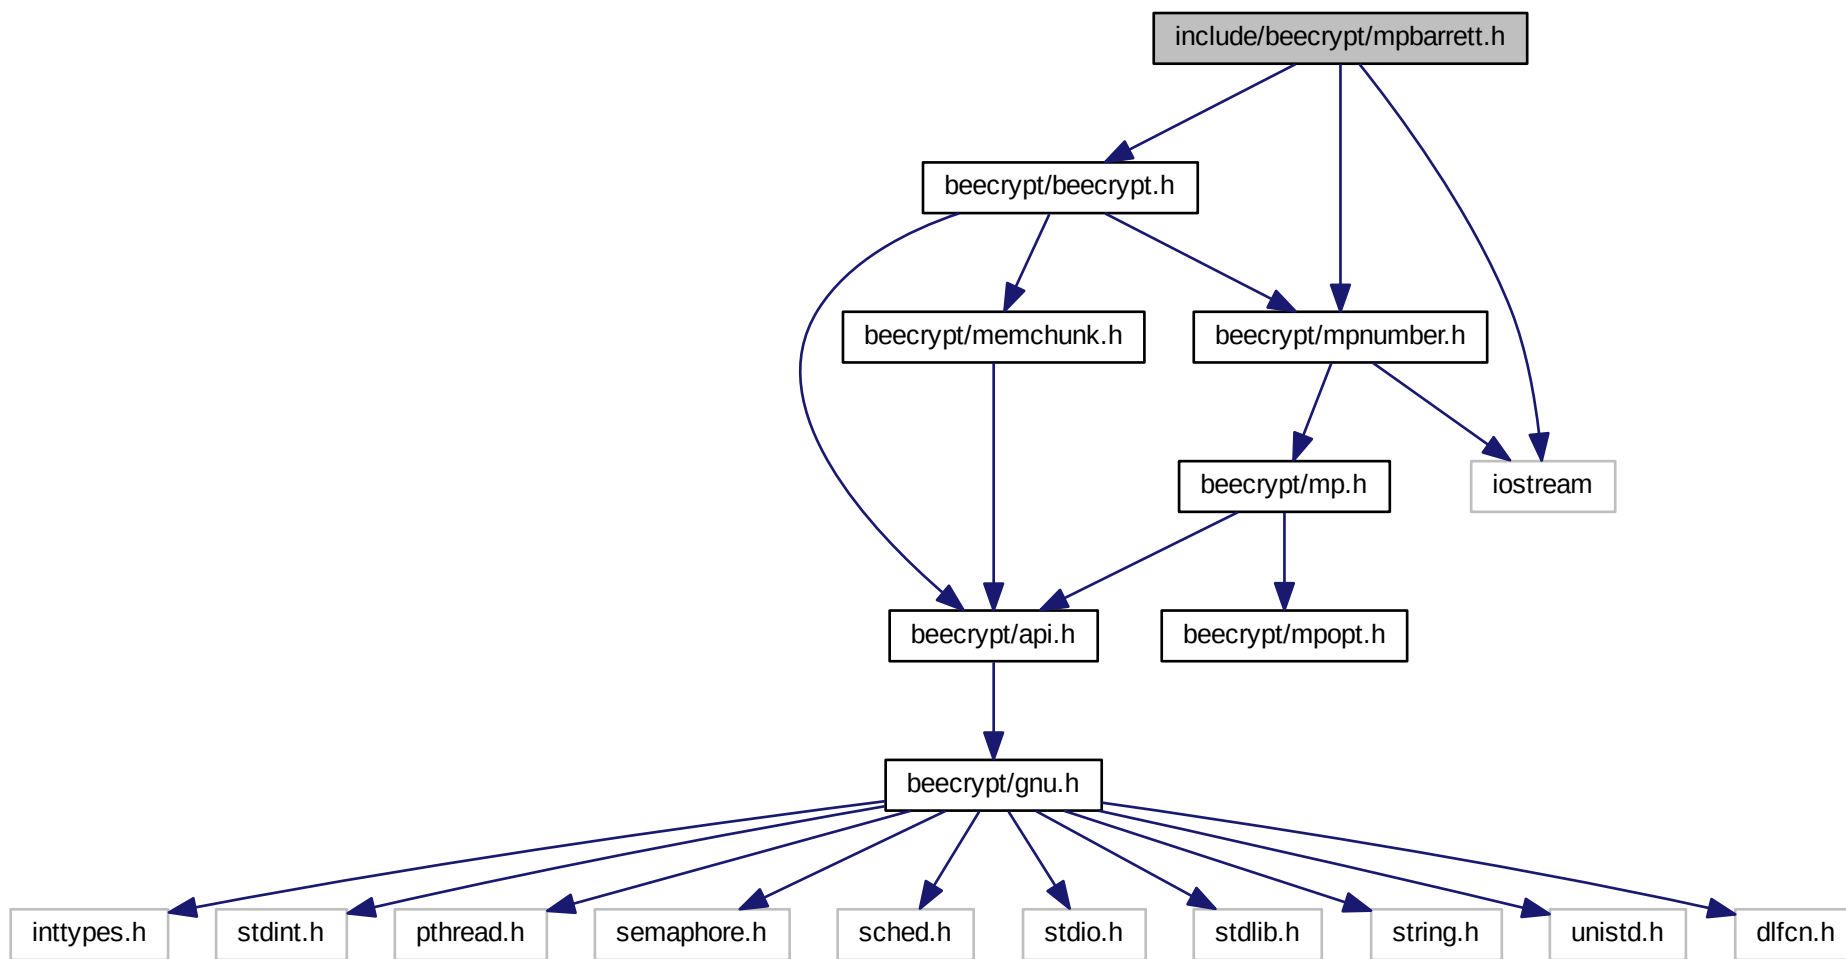 include/beecrypt/mpbarrett.h
beecrypt/beecrypt.h
beecrypt/memchunk.h
beecrypt/mpnumber.h
beecrypt/mp.h
iostream
beecrypt/api.h
beecrypt/mpopt.h
beecrypt/gnu.h
inttypes.h
stdint.h
pthread.h
semaphore.h
sched.h
stdio.h
stdlib.h
string.h
unistd.h
dlfcn.h